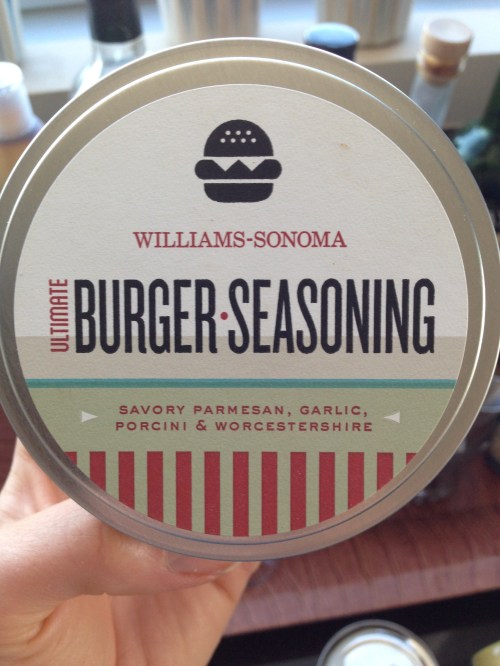 WILLIAMS-SONOMA
ULTIMATE
BURGER·SEASONING
SAVORY PARMESAN, GARLIC,
PORCINI & WORCESTERSHIRE